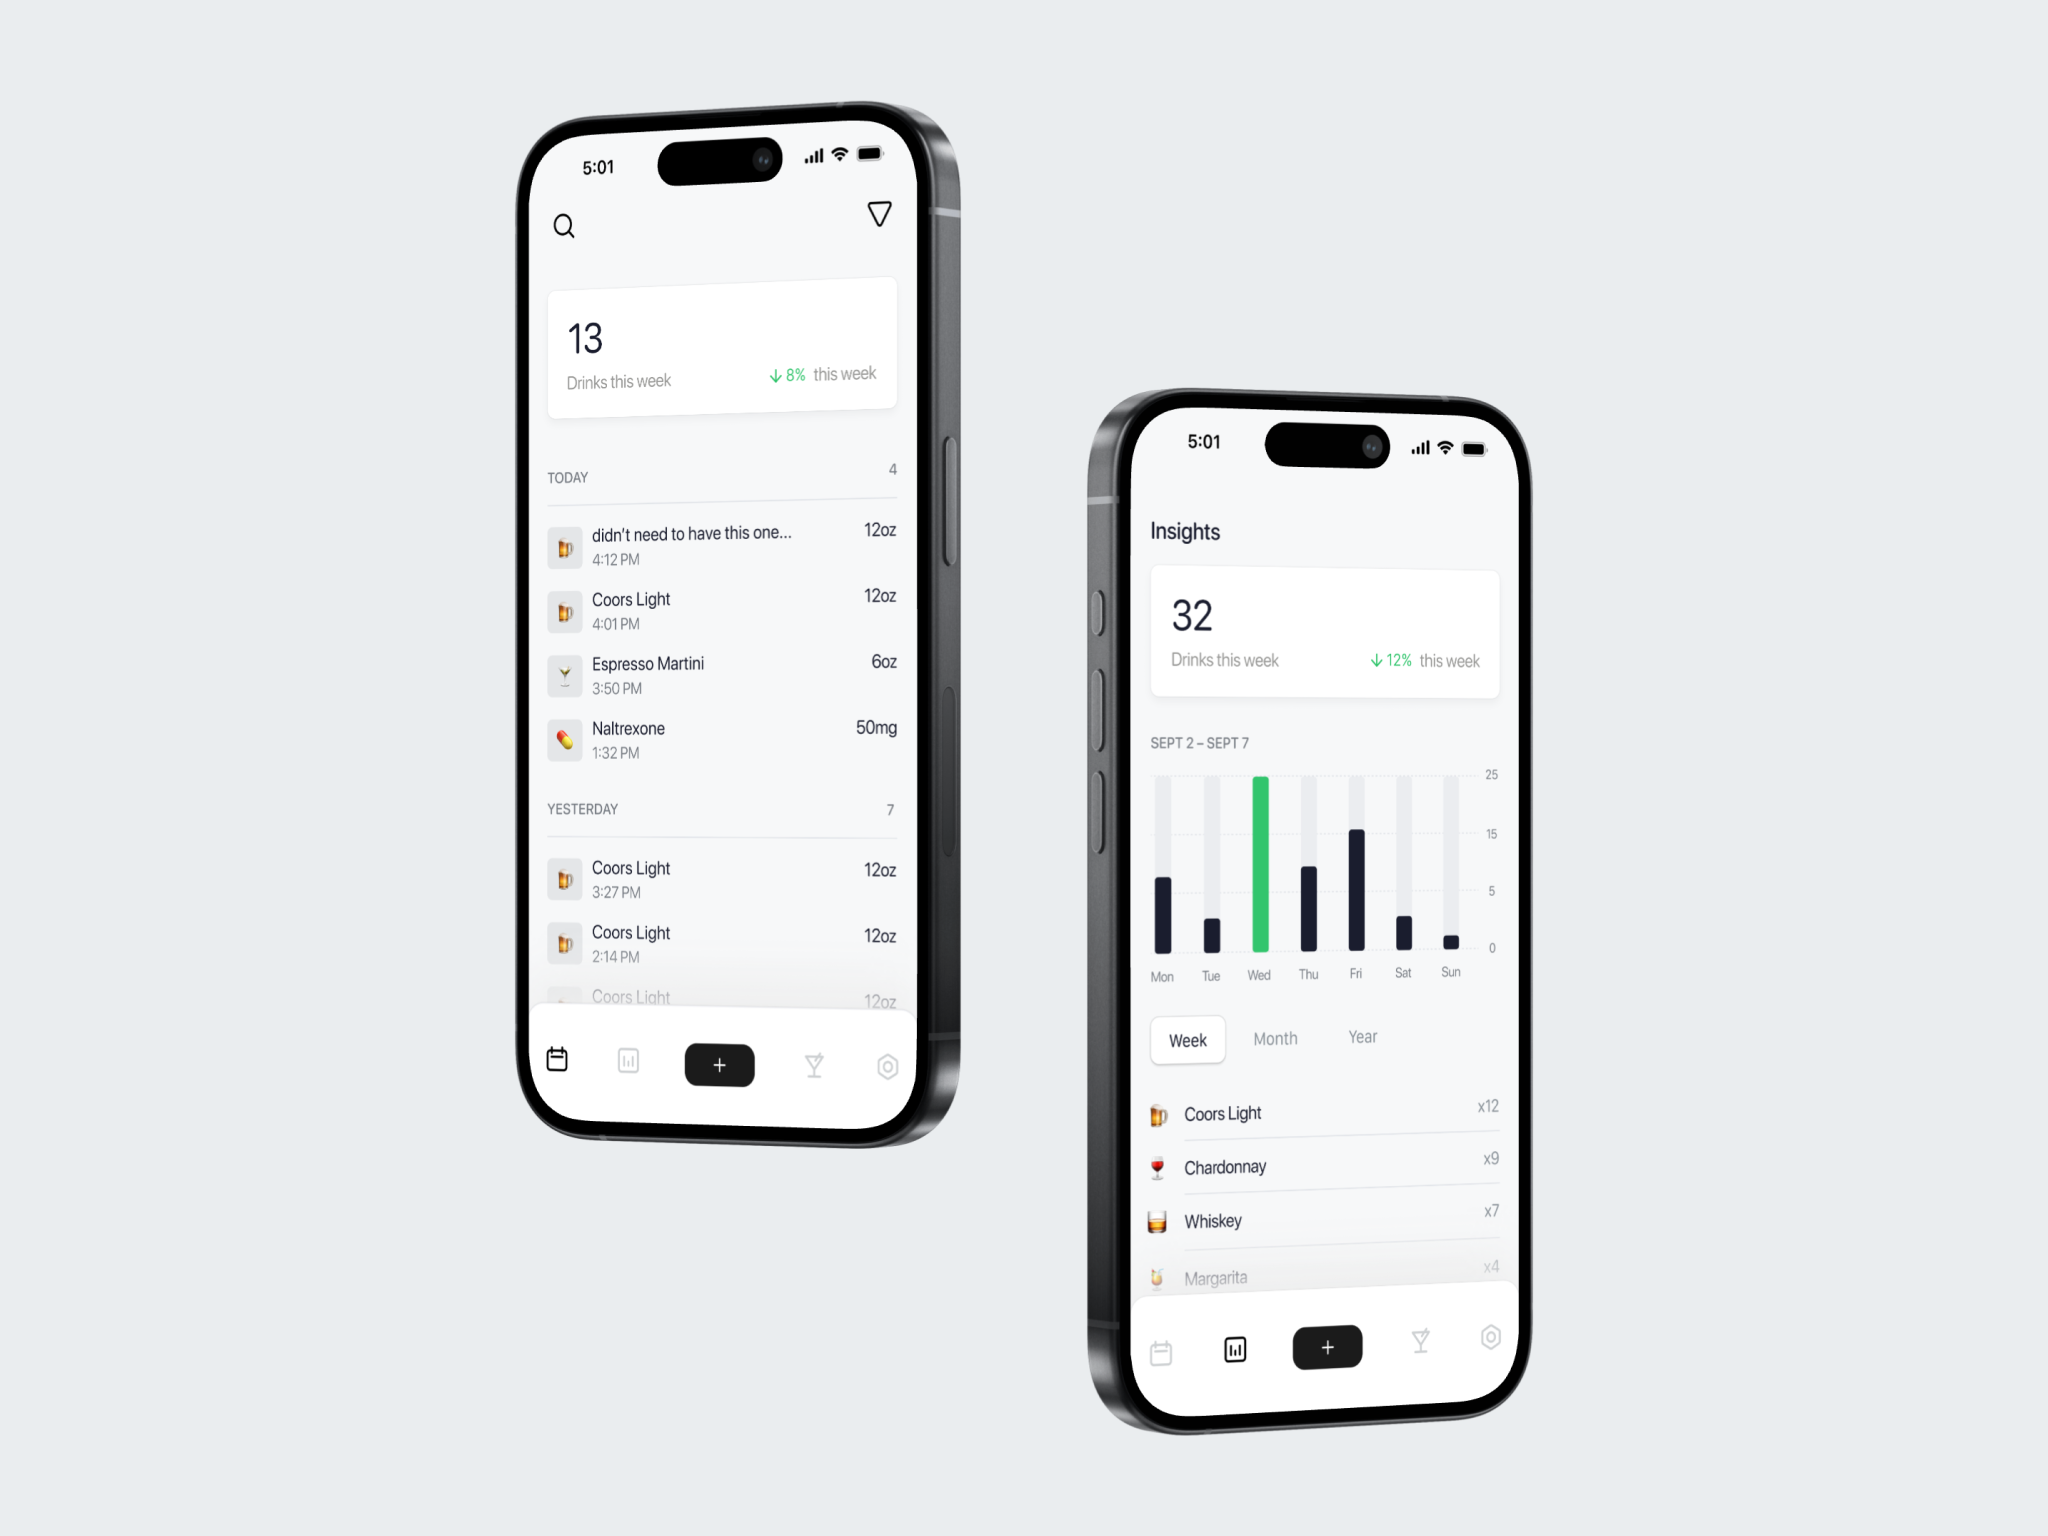 5:01
13
Drinks this week
↓ 8% this week
TODAY 4
didn't need to have this one... 12oz
4:12 PM
Coors Light 12oz
4:01 PM
Espresso Martini 6oz
3:50 PM
Naltrexone 50mg
1:32 PM
YESTERDAY 7
Coors Light 12oz
3:27 PM
Coors Light 12oz
2:14 PM
Coors Light 12oz
+
5:01
Insights
32
Drinks this week
↓ 12% this week
SEPT 2 – SEPT 7
25
15
5
0
Mon Tue Wed Thu Fri Sat Sun
Week Month Year
Coors Light x12
Chardonnay x9
Whiskey x7
Margarita x4
+